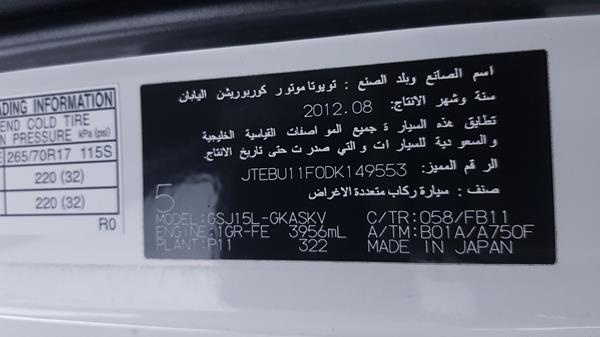 ADING INFORMATION
END COLD TIRE
N PRESSURE kPa (psi)
E 265/70R17 115S
220 (32)
220 (32)
R0
اسم الصانع وبلد الصنع : تويوتا موتور كوربوريشن اليابان
سنة وشهر الانتاج: 2012.08
تطابق هذه السيارة جميع المواصفات القياسية الخليجية
والسعودية للسيارات والتي صدرت حتى تاريخ الانتاج.
الرقم المميز: JTEBU11F0DK149553
صنف : سيارة ركاب متعددة الاغراض
5
MODEL:GSJ15L-GKASKV C/TR:058/FB11
ENGINE:1GR-FE 3956mL A/TM:B01A/A750F
PLANT:P11 322 MADE IN JAPAN